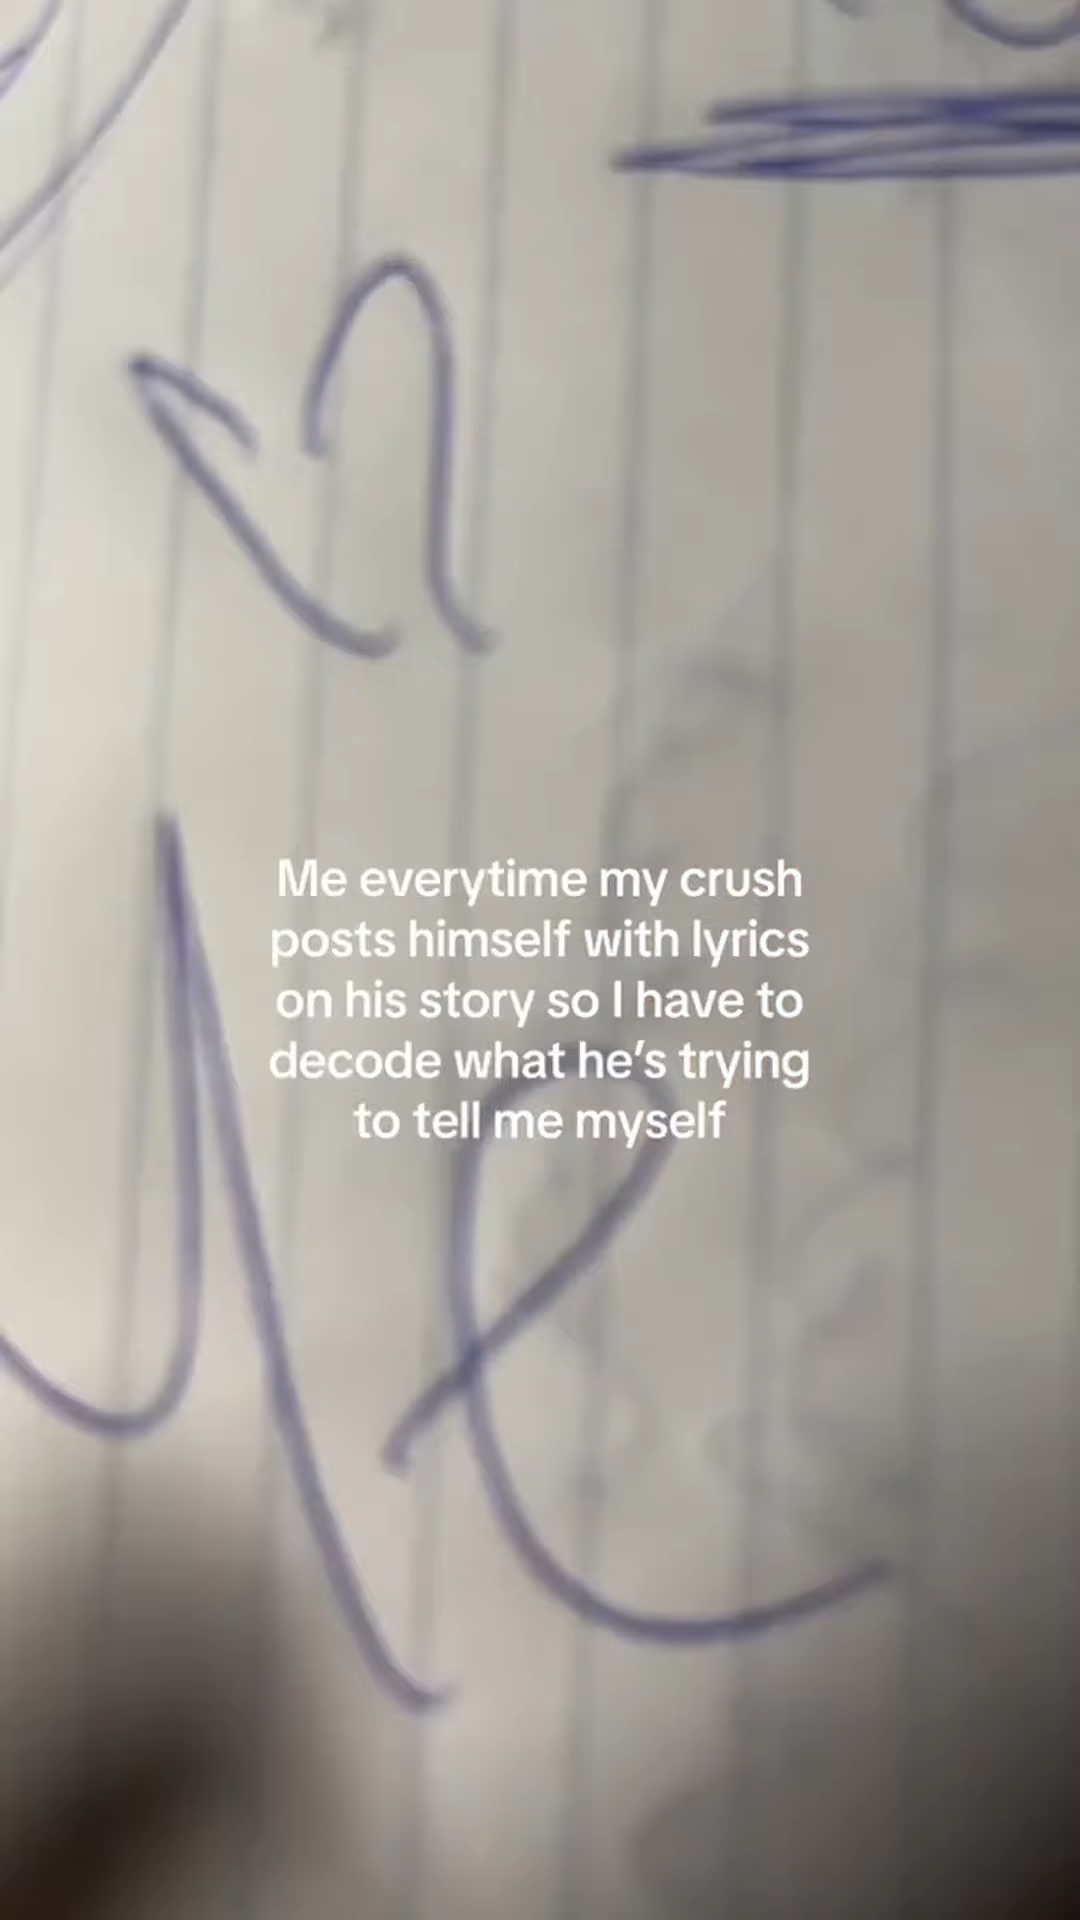 Me everytime my crush
posts himself with lyrics
on his story so I have to
decode what he’s trying
to tell me myself